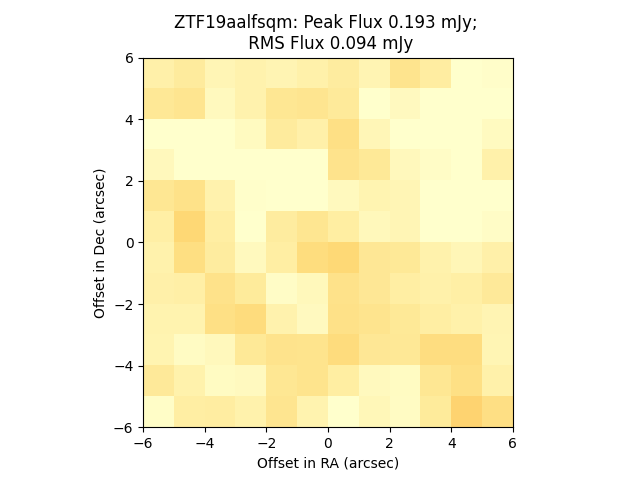 ZTF19aalfsqm: Peak Flux 0.193 mJy;
RMS Flux 0.094 mJy
6
4
2
0
−2
−4
−6
Offset in Dec (arcsec)
−6 −4 −2 0 2 4 6
Offset in RA (arcsec)